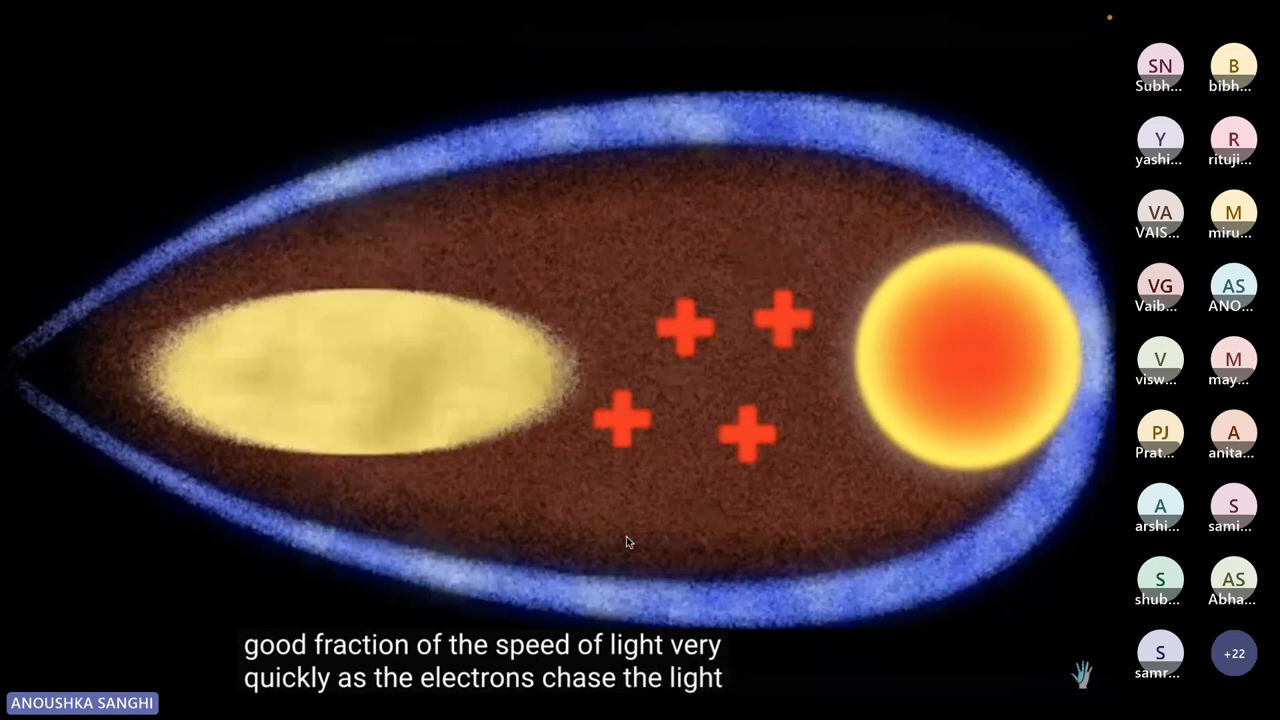 SN
B
Subh...
bibh...
Y
R
yashi...
rituji...
VA
M
VAIS...
miru...
VG
AS
Vaib...
ANO...
V
M
visw...
may...
PJ
A
Prat...
anita...
A
S
arshi...
sami...
S
AS
shub...
Abha...
S
+22
samr...
good fraction of the speed of light very
quickly as the electrons chase the light
ANOUSHKA SANGHI